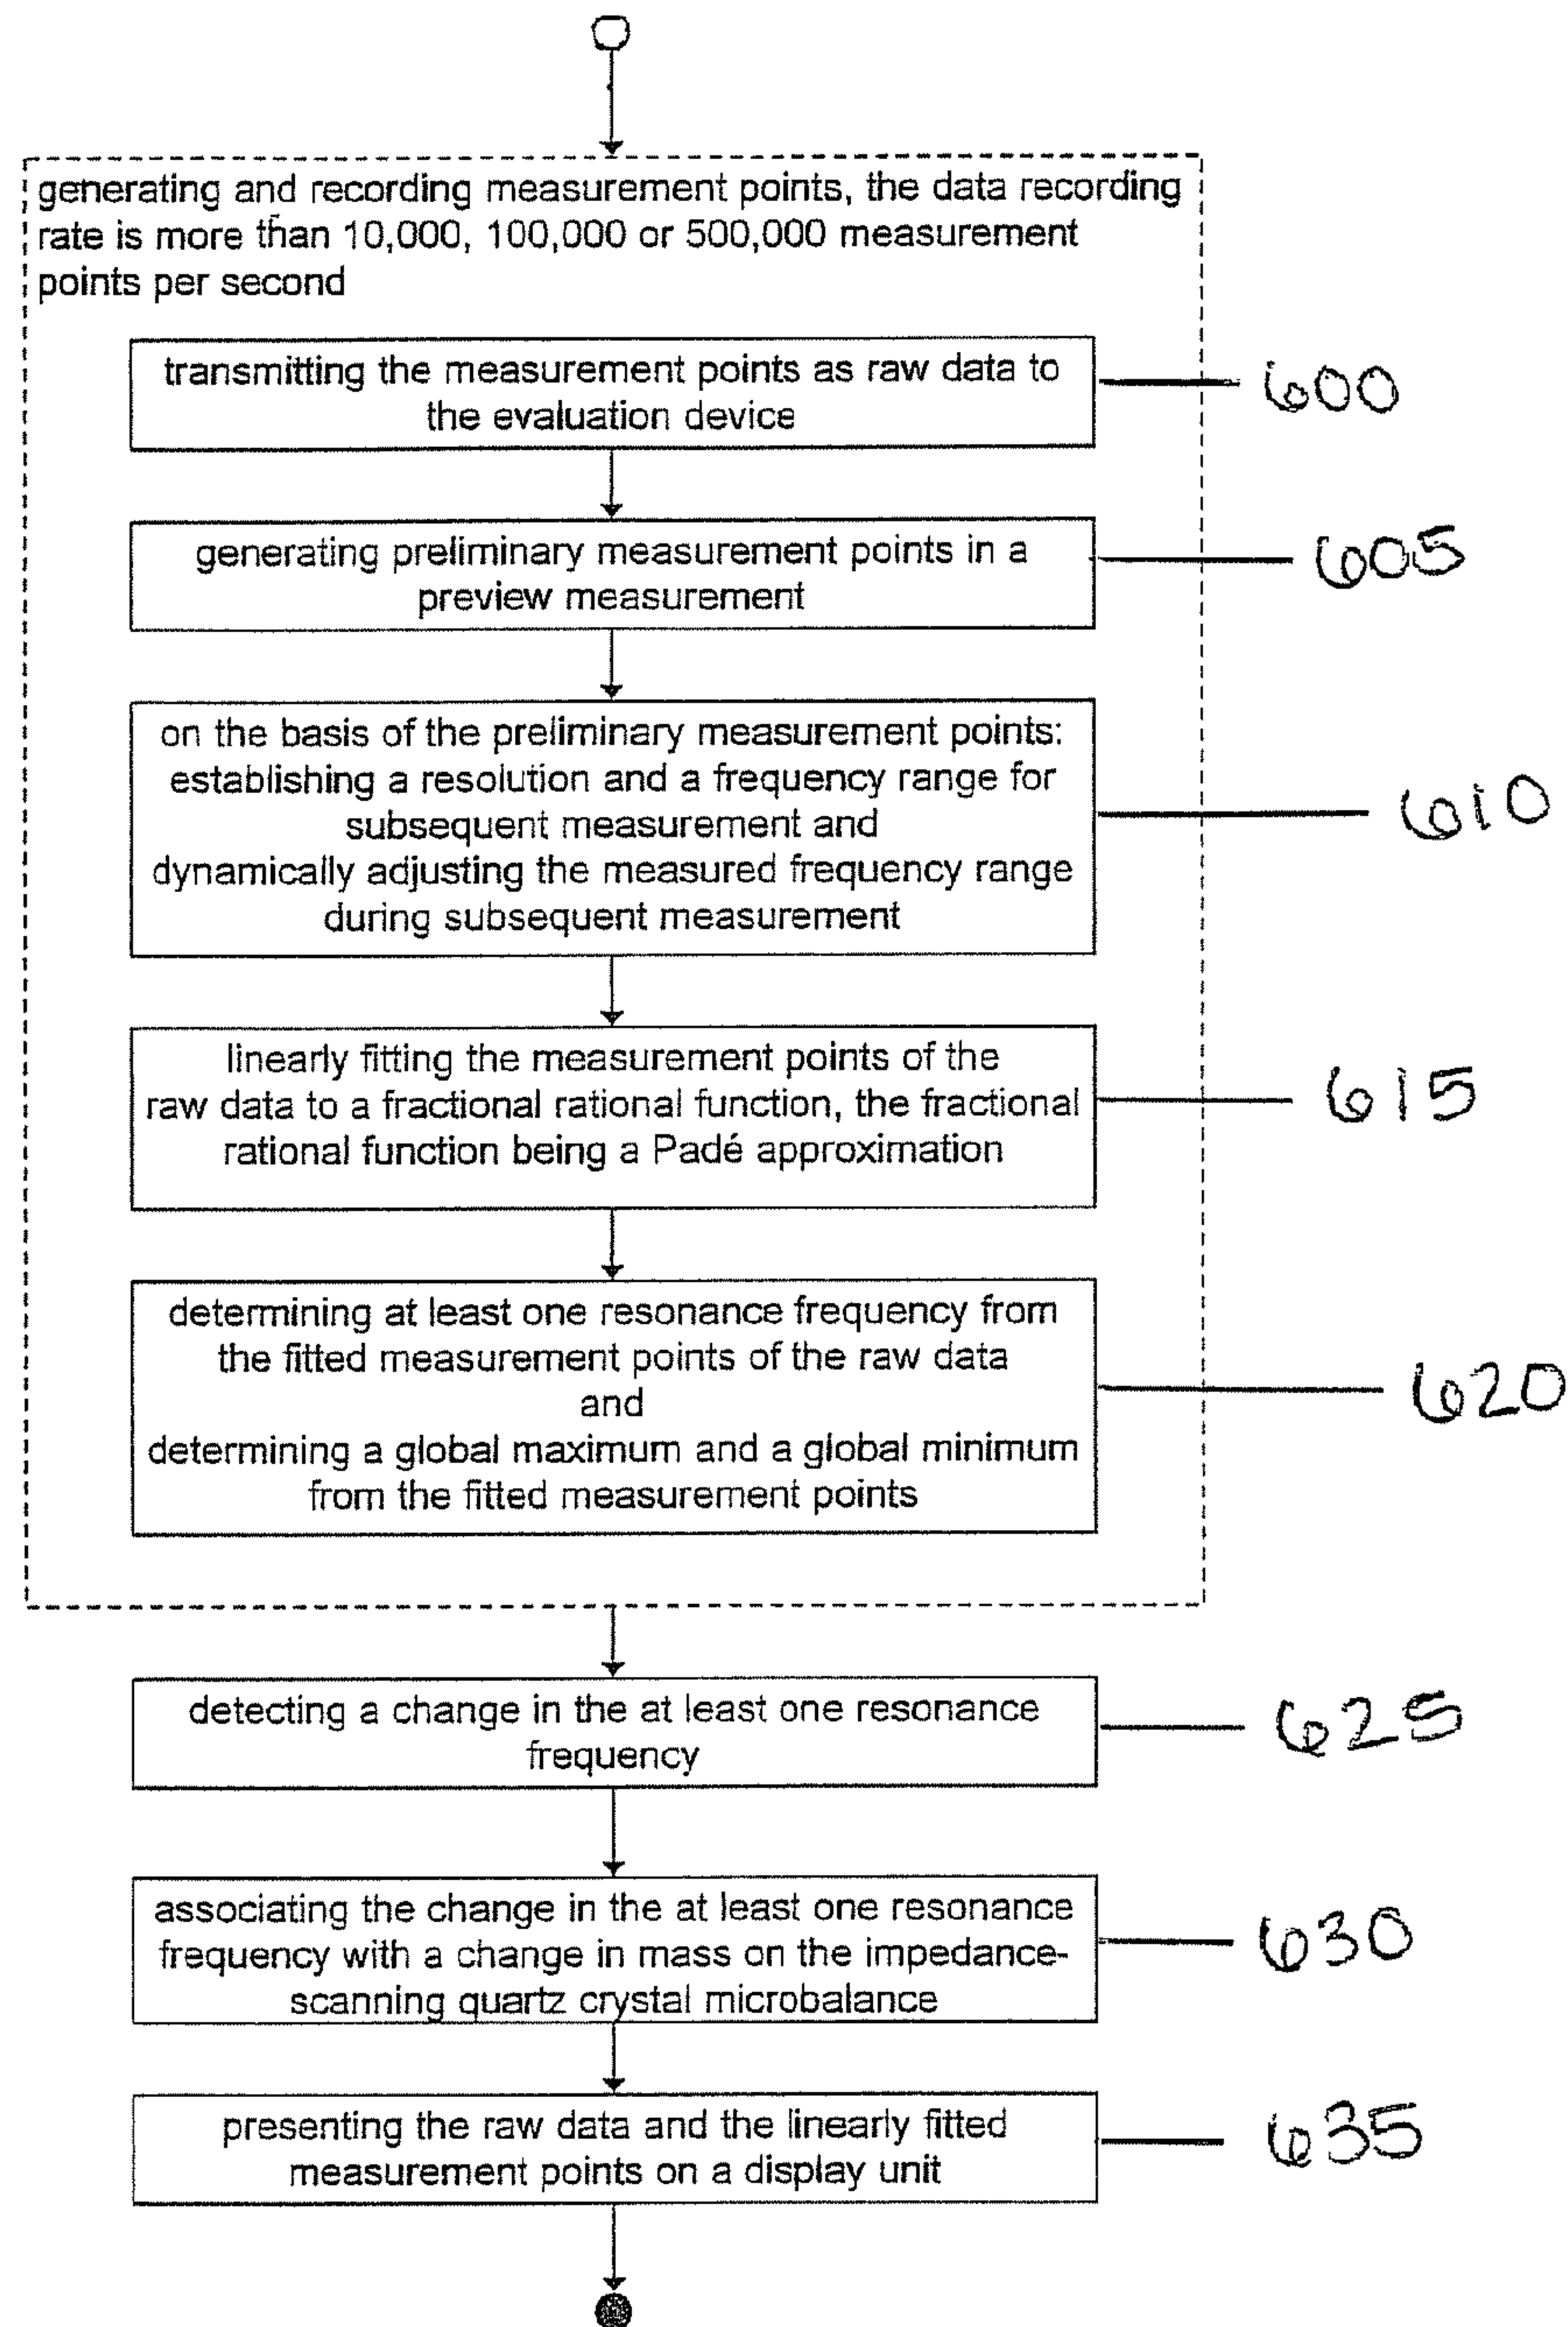 generating and recording measurement points, the data recording
rate is more than 10,000, 100,000 or 500,000 measurement
points per second
transmitting the measurement points as raw data to
the evaluation device
600
generating preliminary measurement points in a
preview measurement
605
on the basis of the preliminary measurement points:
establishing a resolution and a frequency range for
subsequent measurement and
dynamically adjusting the measured frequency range
during subsequent measurement
610
linearly fitting the measurement points of the
raw data to a fractional rational function, the fractional
rational function being a Padé approximation
615
determining at least one resonance frequency from
the fitted measurement points of the raw data
and
determining a global maximum and a global minimum
from the fitted measurement points
620
detecting a change in the at least one resonance
frequency
625
associating the change in the at least one resonance
frequency with a change in mass on the impedance-
scanning quartz crystal microbalance
630
presenting the raw data and the linearly fitted
measurement points on a display unit
635